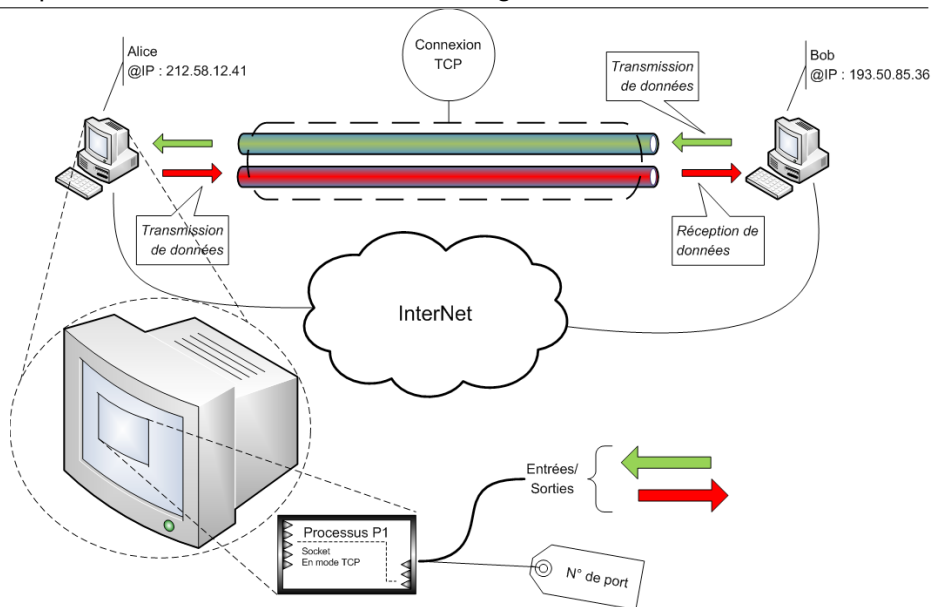 Alice
@IP : 212.58.12.41
Connexion
TCP
Transmission
de données
Bob
@IP : 193.50.85.36
Transmission
de données
Réception de
données
InterNet
Entrées/
Sorties
Processus P1
Socket
En mode TCP
N° de port